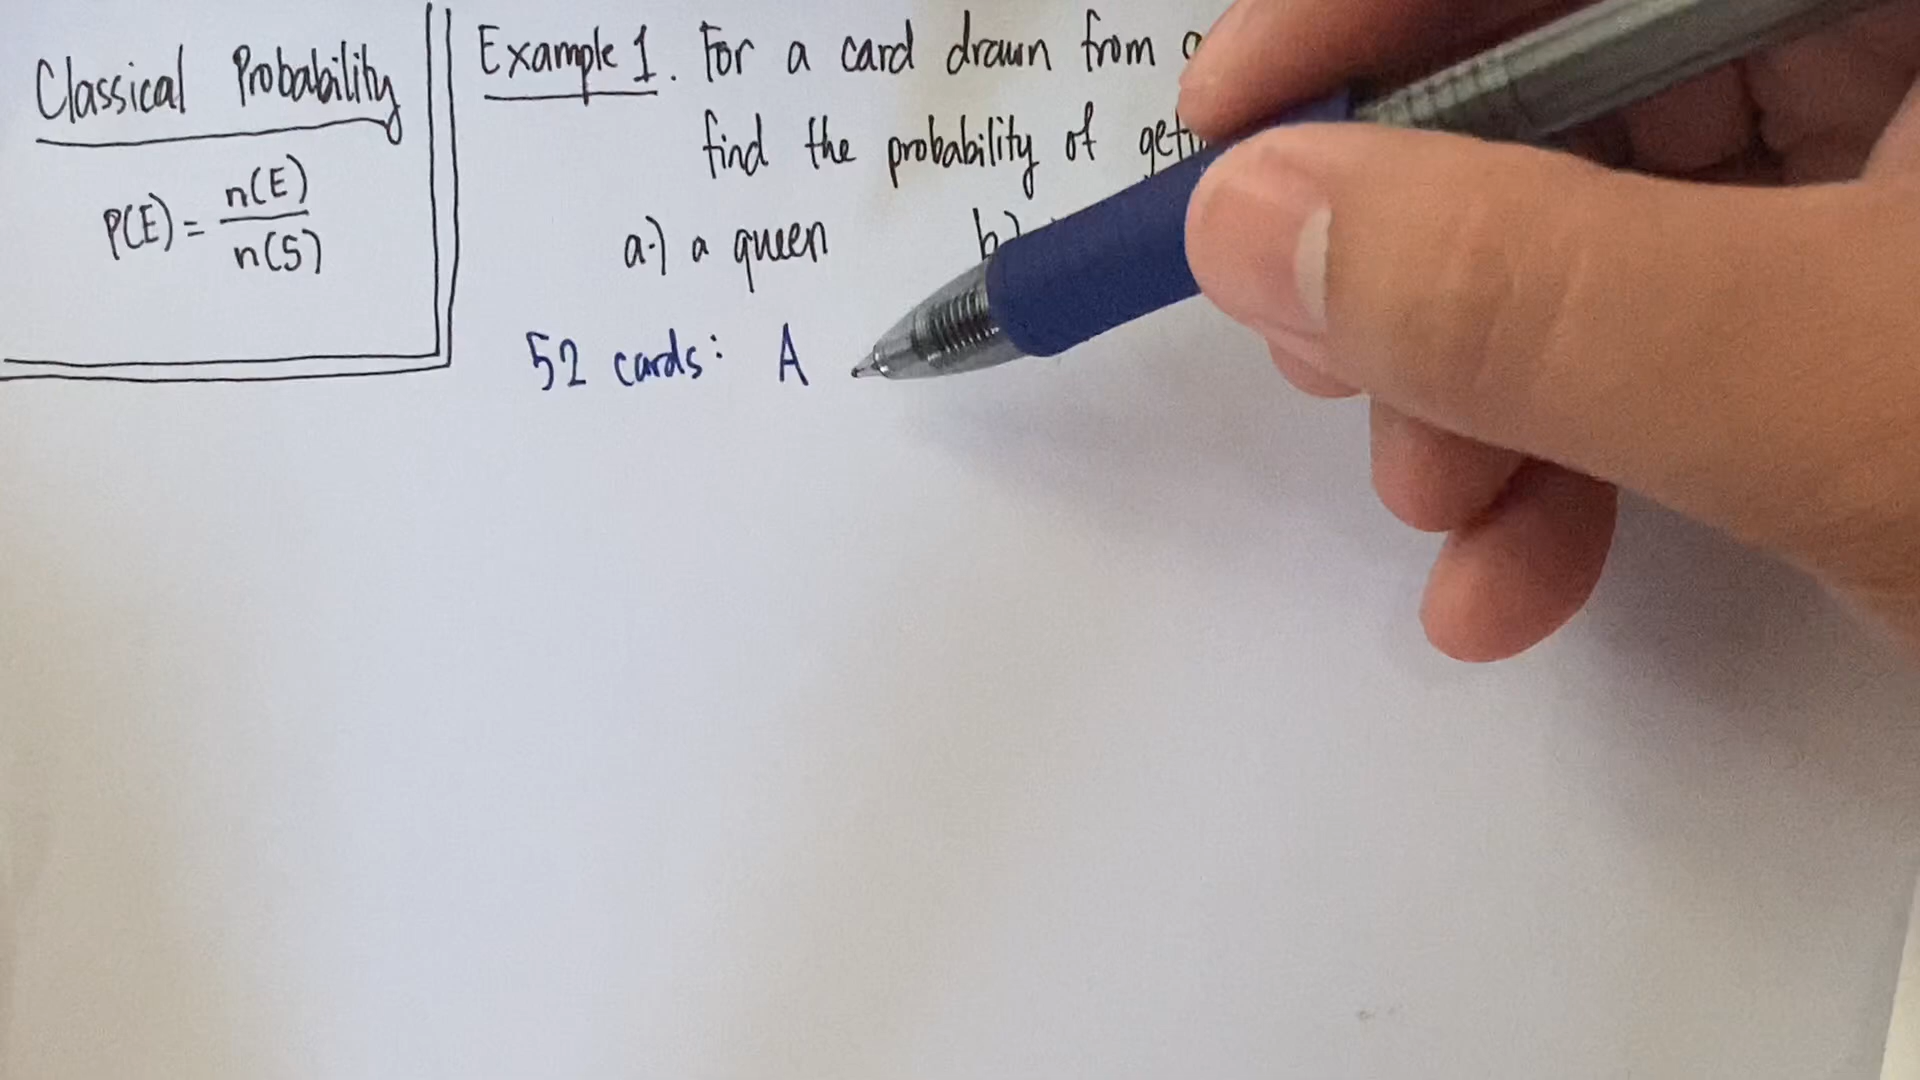 Classical Probability
P(E) = n(E)/n(S)
Example 1. For a card drawn from
find the probability of
a.) a queen b.)
52 cards: A